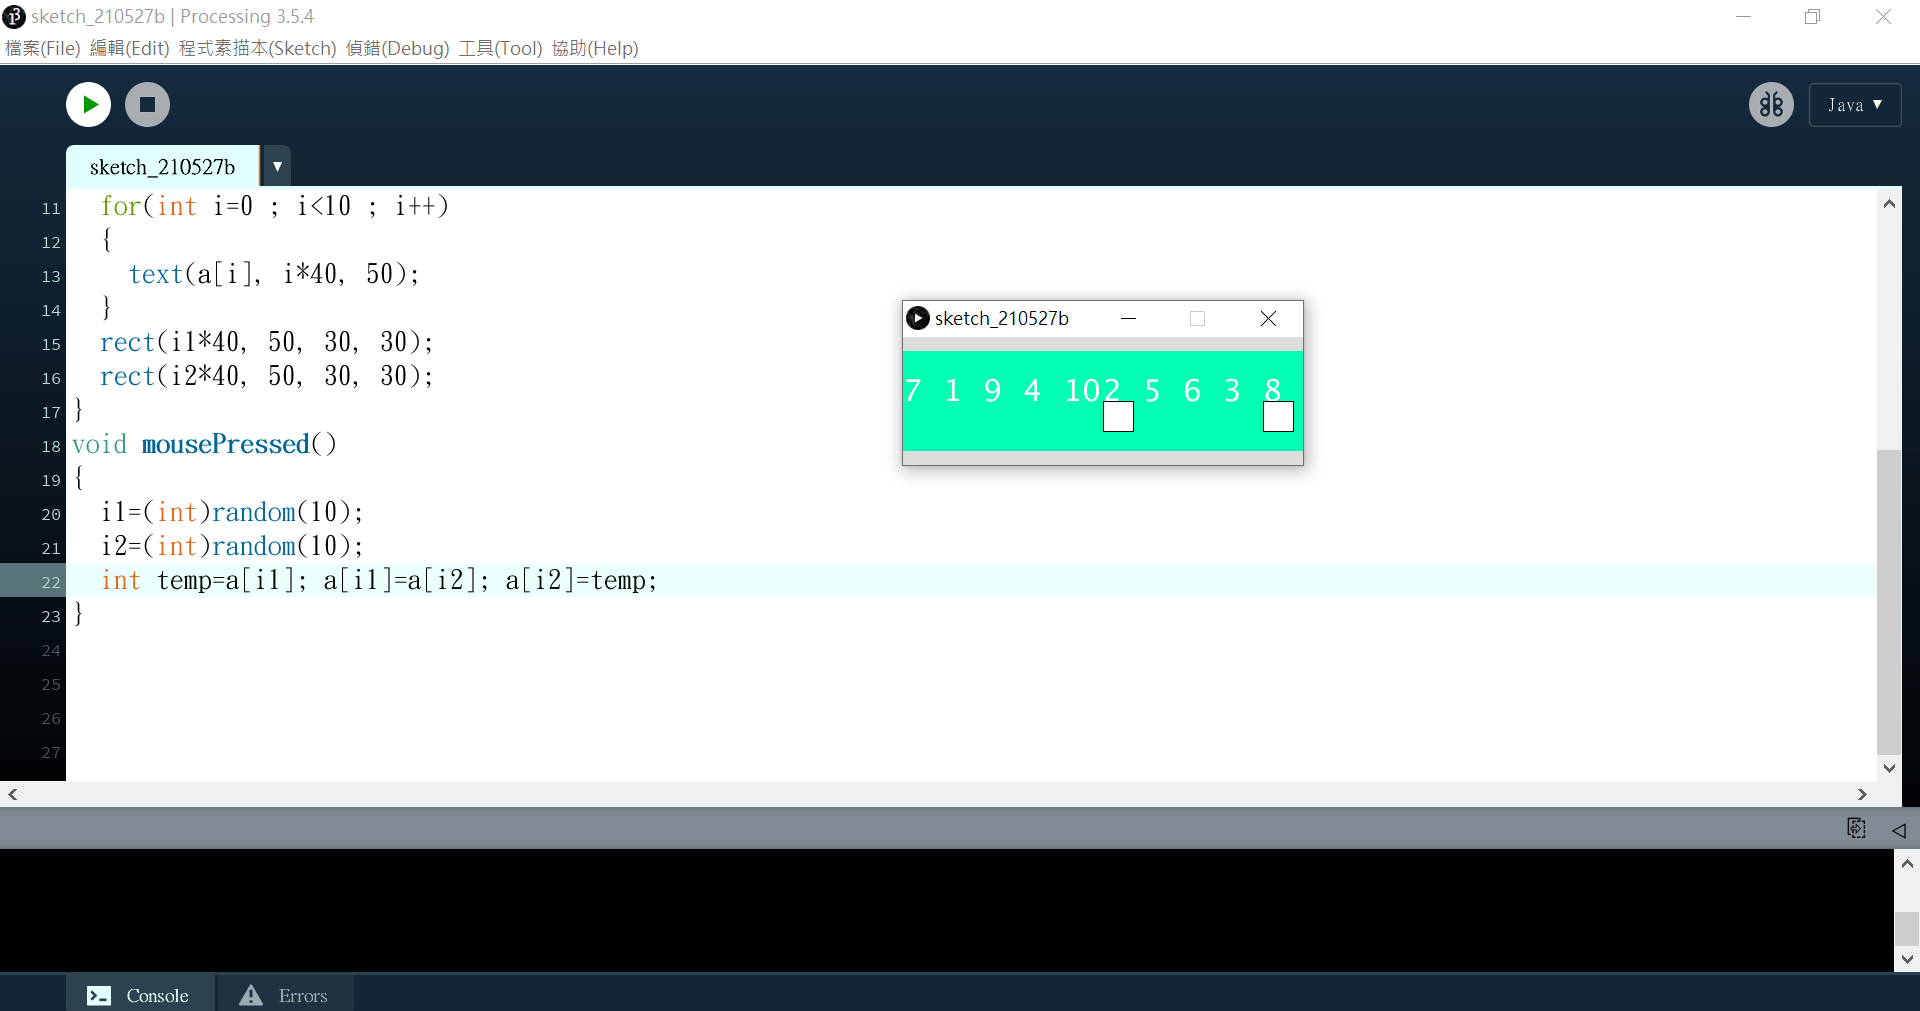 sketch_210527b | Processing 3.5.4
檔案(File) 編輯(Edit) 程式素描本(Sketch) 偵錯(Debug) 工具(Tool) 協助(Help)
Java ▼
sketch_210527b ▼
11 for(int i=0 ; i<10 ; i++)
12 {
13 text(a[i], i*40, 50);
14 }
15 rect(i1*40, 50, 30, 30);
16 rect(i2*40, 50, 30, 30);
17 }
18 void mousePressed()
19 {
20 i1=(int)random(10);
21 i2=(int)random(10);
22 int temp=a[i1]; a[i1]=a[i2]; a[i2]=temp;
23 }
24
25
26
27
sketch_210527b
7 1 9 4 102 5 6 3 8
Console Errors